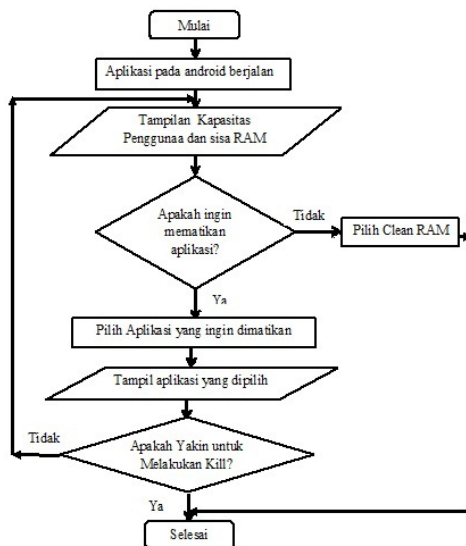 Mulai
Aplikasi pada android berjalan
Tampilan Kapasitas
Penggunaa dan sisa RAM
Apakah ingin
mematikan
aplikasi?
Tidak
Pilih Clean RAM
Ya
Pilih Aplikasi yang ingin dimatikan
Tampil aplikasi yang dipilih
Tidak
Apakah Yakin untuk
Melakukan Kill?
Ya
Selesai